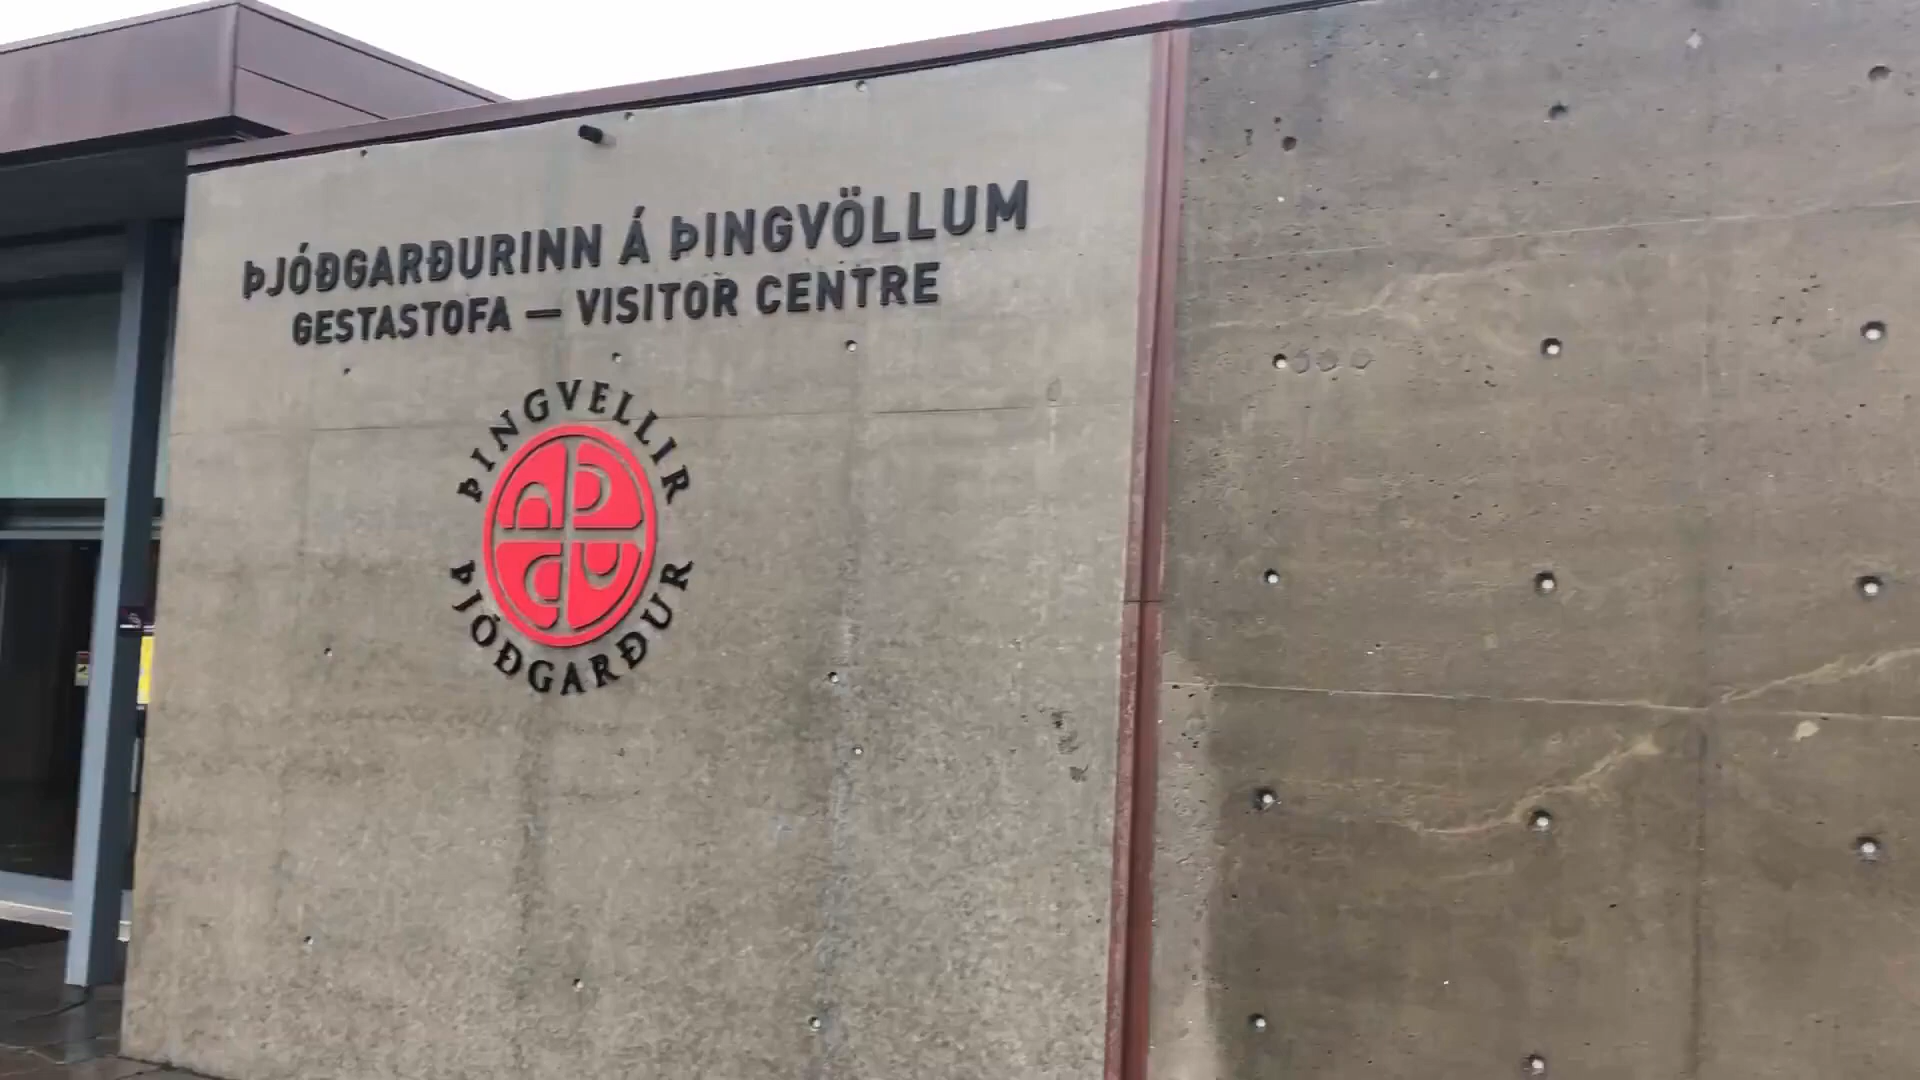 ÞJÓÐGARÐURINN Á ÞINGVÖLLUM
GESTASTOFA — VISITOR CENTRE
ÞINGVELLIR
ÞJÓÐGARÐUR